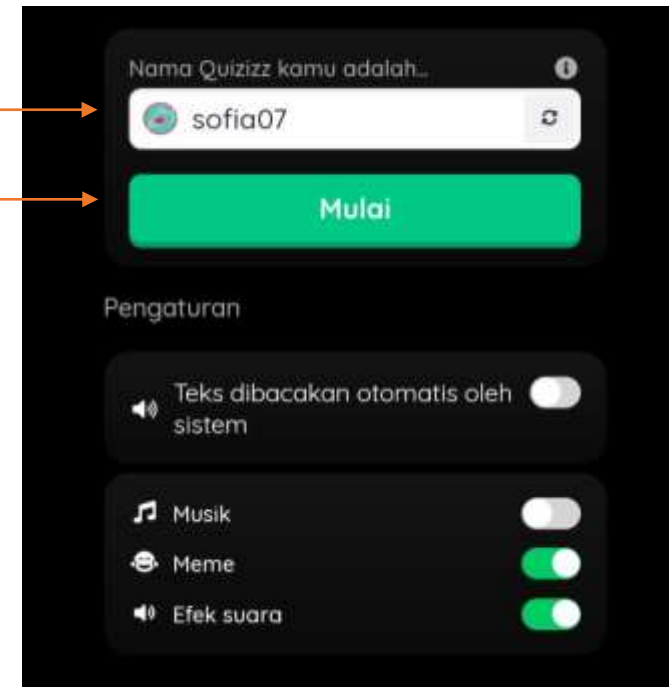 Nama Quizizz kamu adalah...
sofia07
Mulai
Pengaturan
Teks dibacakan otomatis oleh
sistem
Musik
Meme
Efek suara